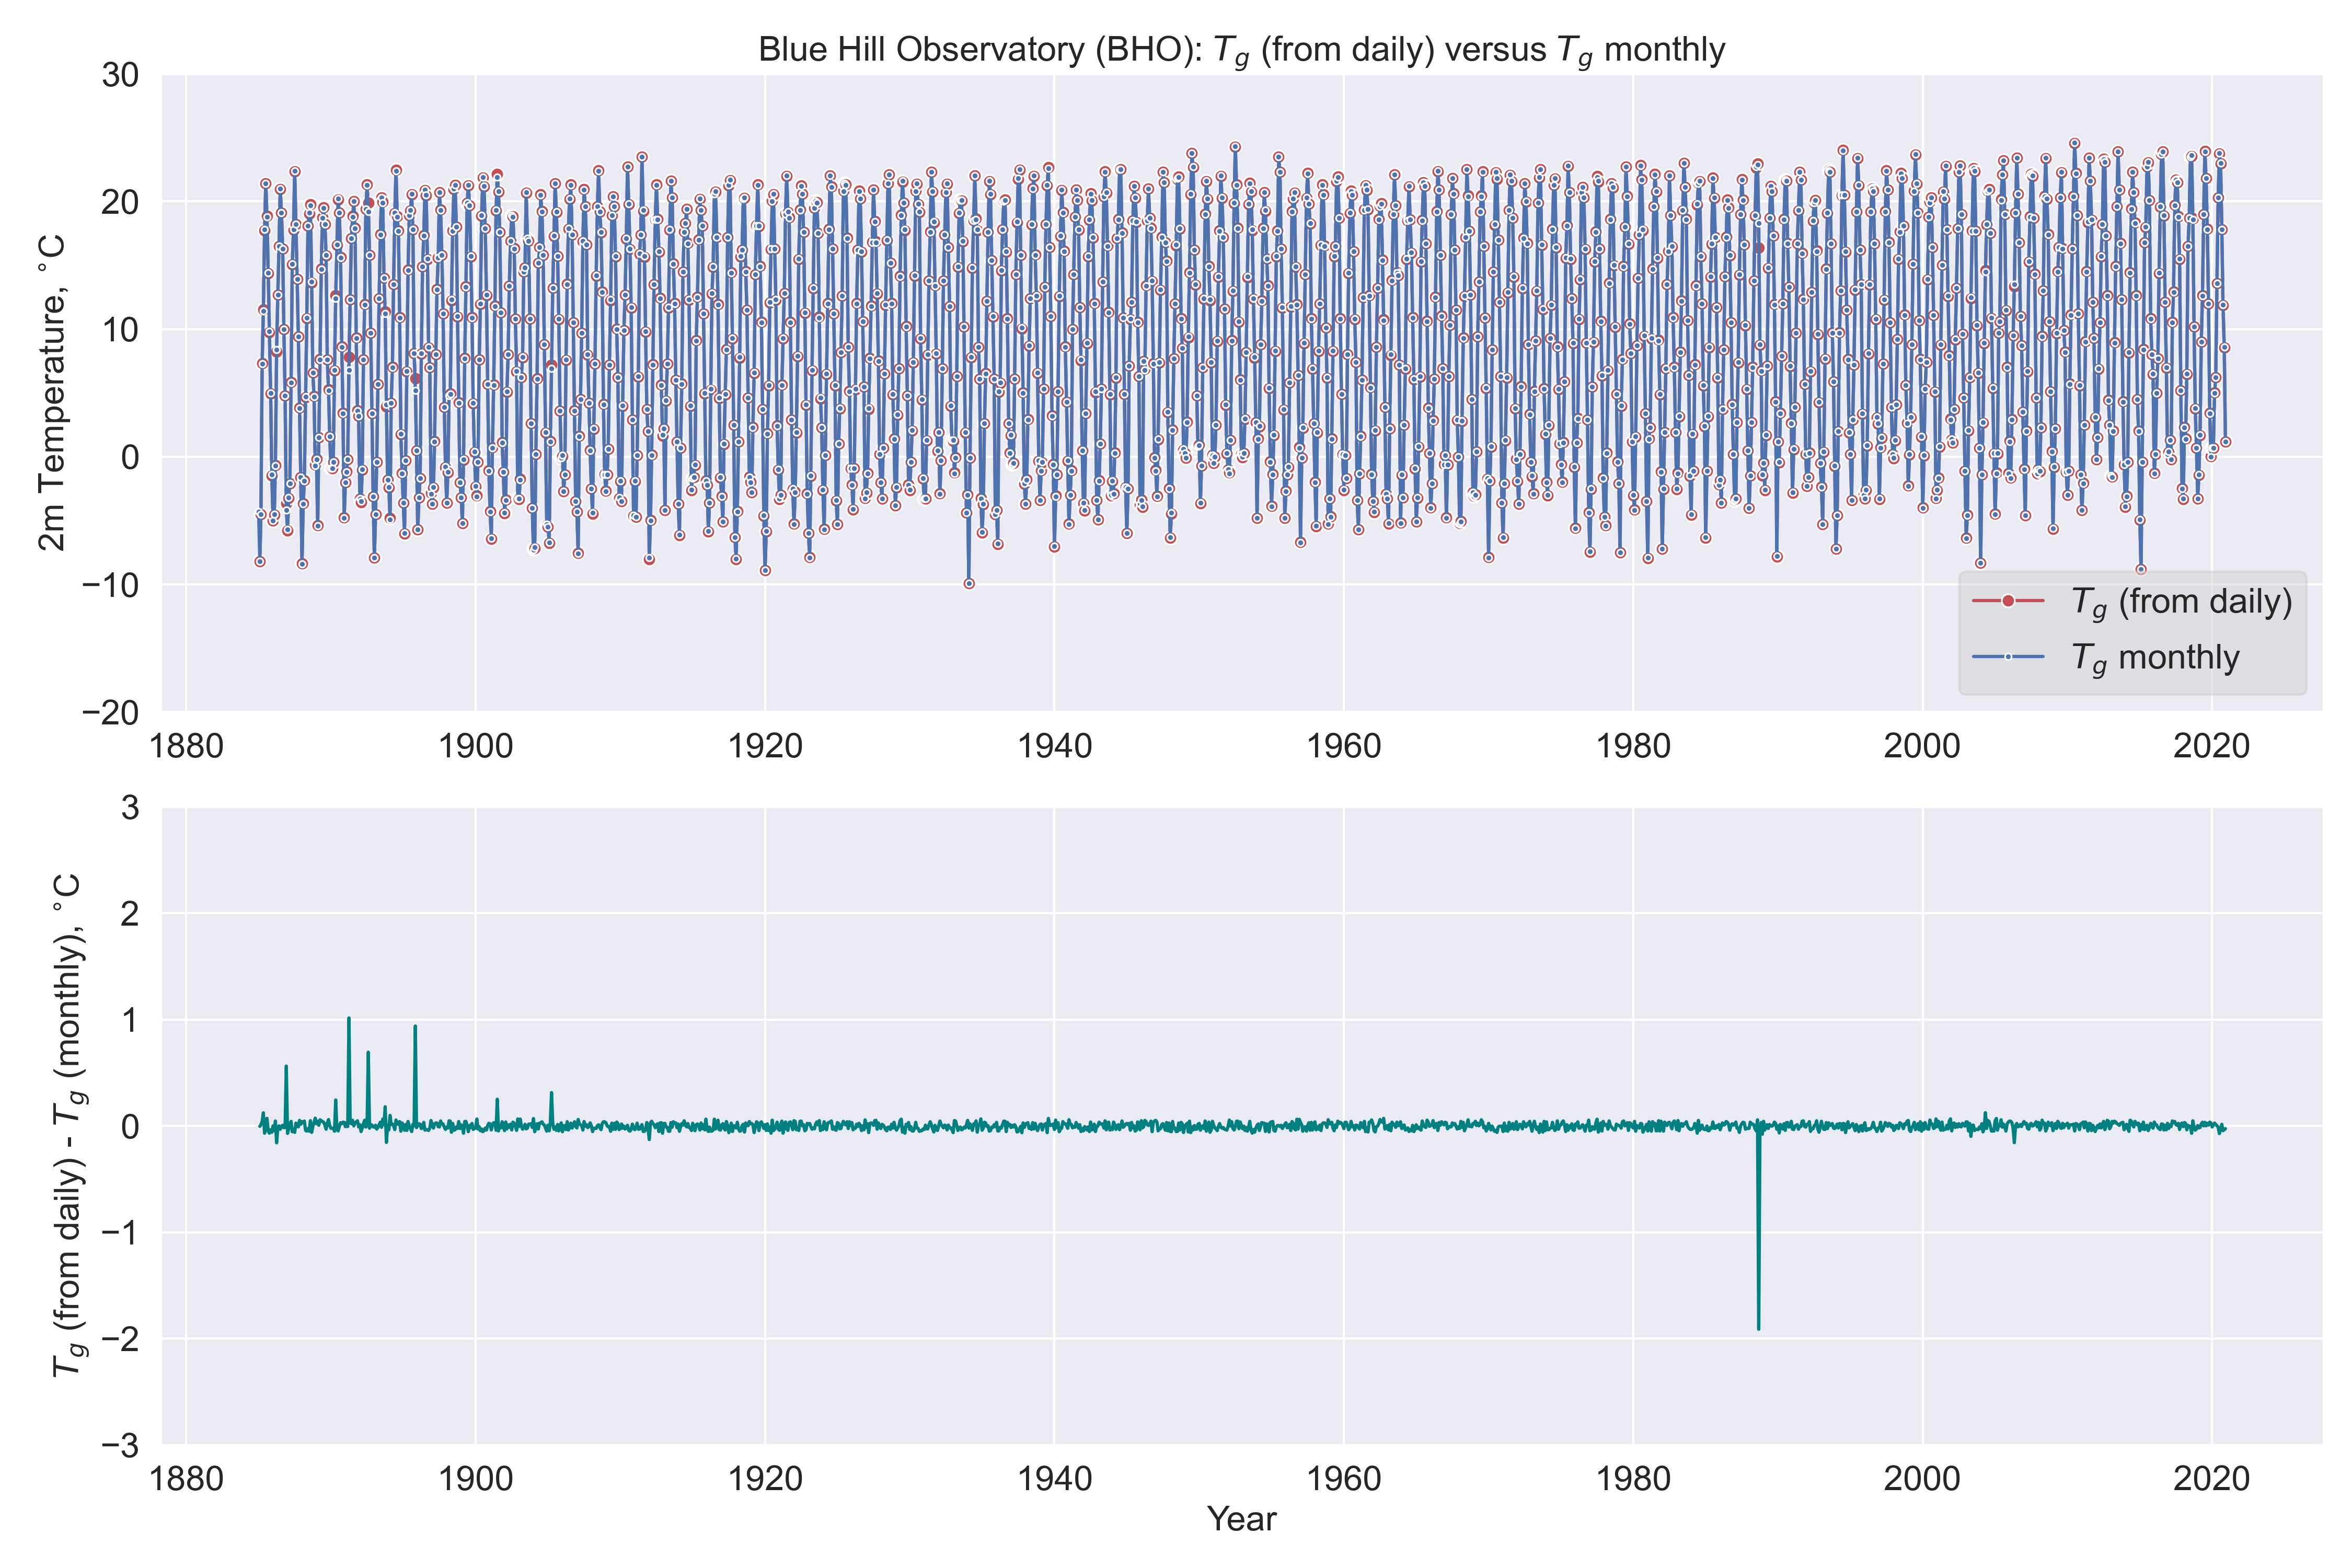 Blue Hill Observatory (BHO): Tg (from daily) versus Tg monthly
30
20
10
0
−10
−20
2m Temperature, °C
Tg (from daily)
Tg monthly
1880 1900 1920 1940 1960 1980 2000 2020
3
2
1
0
−1
−2
−3
Tg (from daily) - Tg (monthly), °C
1880 1900 1920 1940 1960 1980 2000 2020
Year